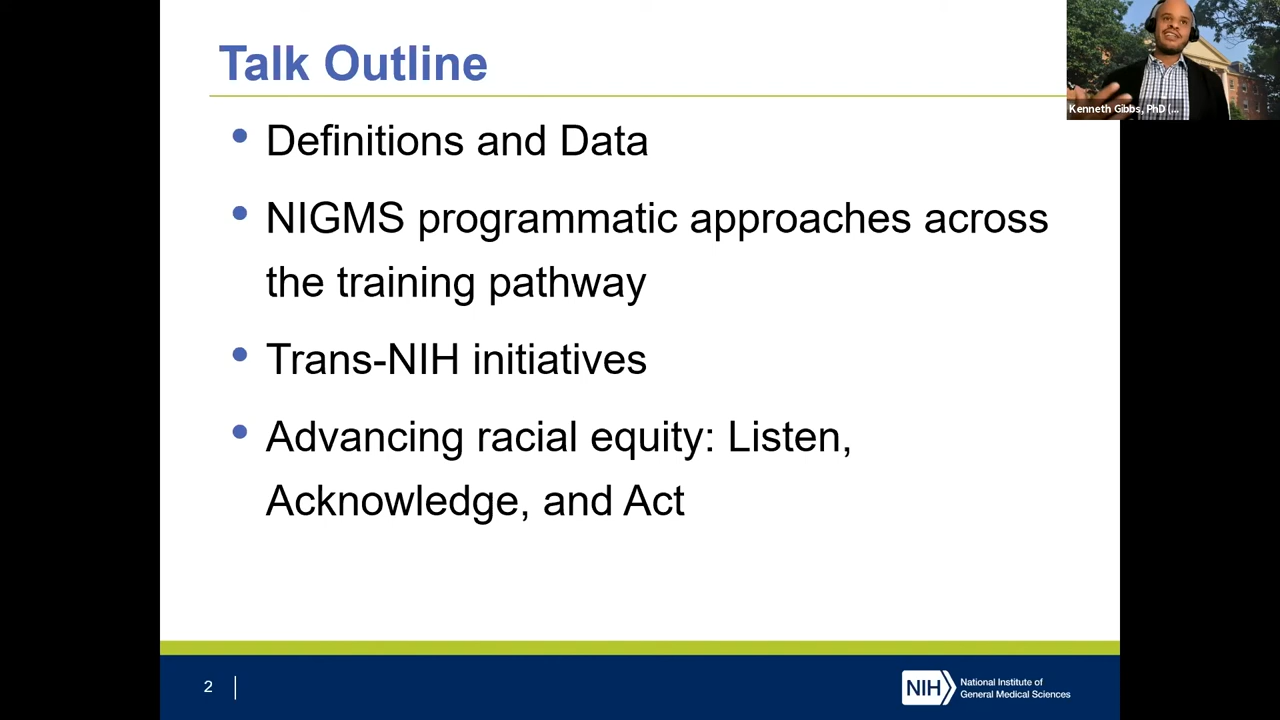 Talk Outline
Kenneth Gibbs, PhD (...
• Definitions and Data
• NIGMS programmatic approaches across
the training pathway
• Trans-NIH initiatives
• Advancing racial equity: Listen,
Acknowledge, and Act
2
NIH
National Institute of
General Medical Sciences